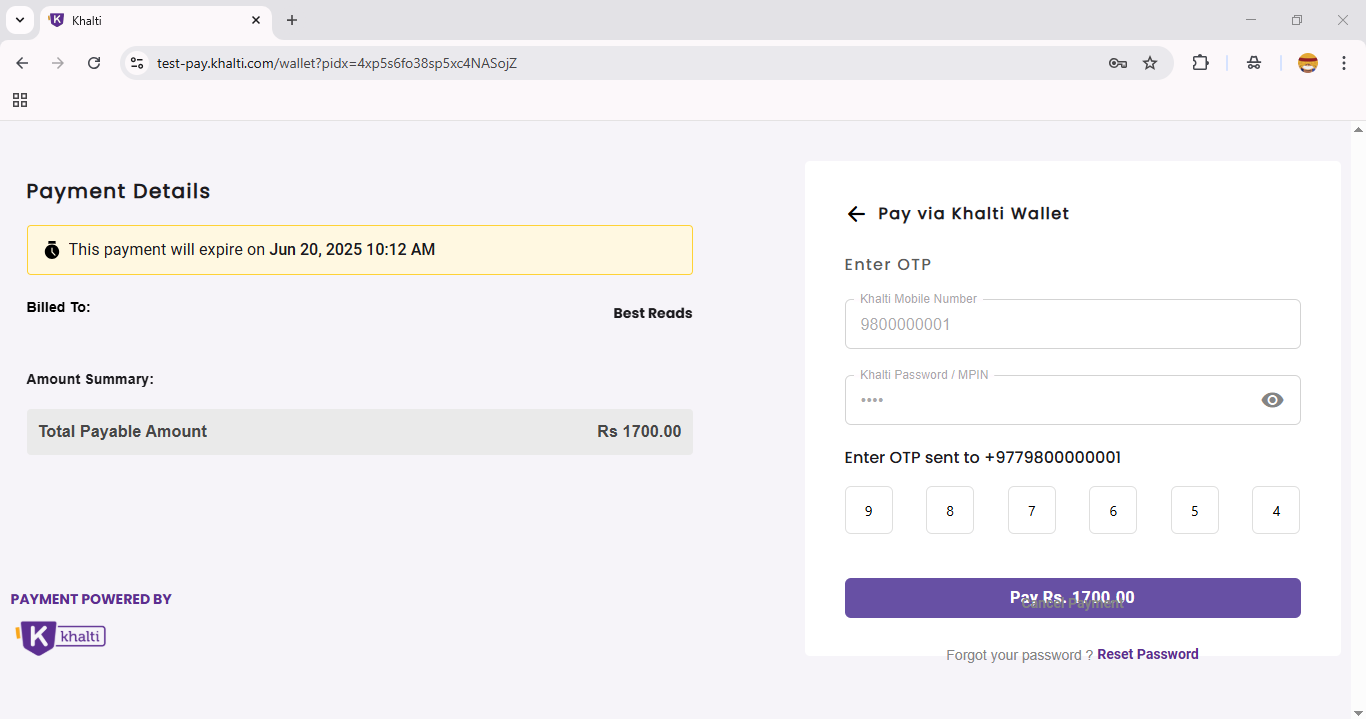 Khalti
test-pay.khalti.com/wallet?pidx=4xp5s6fo38sp5xc4NASojZ
Payment Details
This payment will expire on Jun 20, 2025 10:12 AM
Billed To:
Best Reads
Amount Summary:
Total Payable Amount Rs 1700.00
PAYMENT POWERED BY
K khalti
Pay via Khalti Wallet
Enter OTP
Khalti Mobile Number
9800000001
Khalti Password / MPIN
••••
Enter OTP sent to +9779800000001
9 8 7 6 5 4
Pay Rs. 1700.00
Cancel Payment
Forgot your password ? Reset Password